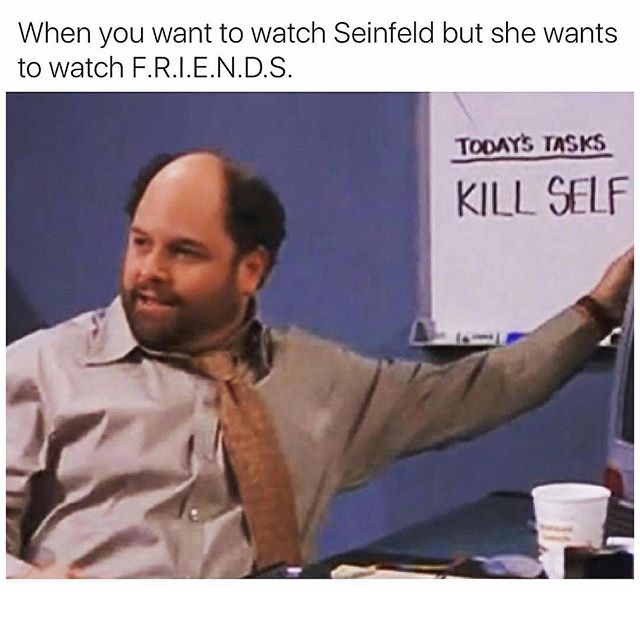 When you want to watch Seinfeld but she wants
to watch F.R.I.E.N.D.S.
TODAY'S TASKS
KILL SELF